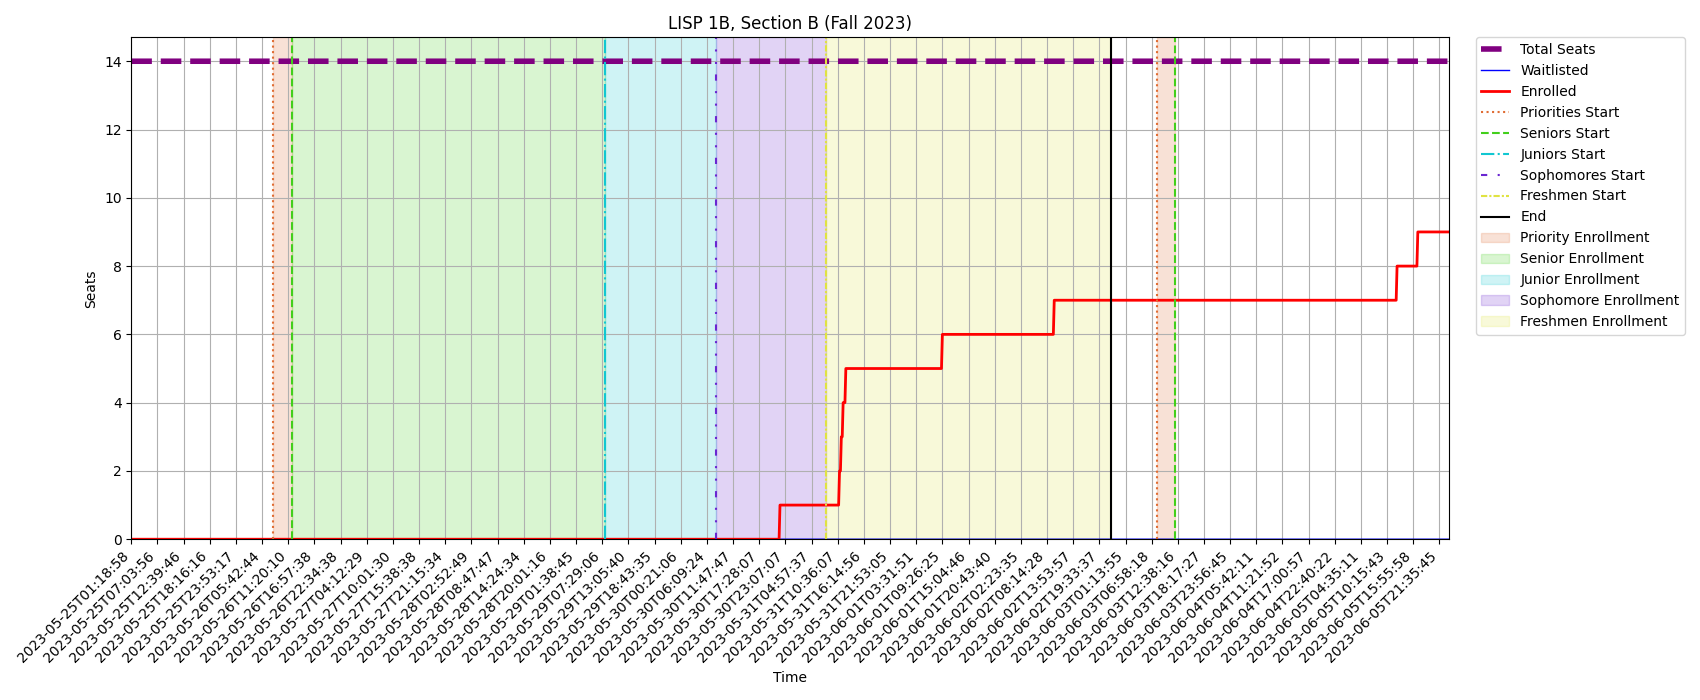 LISP 1B, Section B (Fall 2023)
Seats
14
12
10
8
6
4
2
0
2023-05-25T01:18:58
2023-05-25T07:03:56
2023-05-25T12:39:46
2023-05-25T18:16:16
2023-05-25T23:53:17
2023-05-26T05:42:44
2023-05-26T11:20:10
2023-05-26T16:57:38
2023-05-26T22:34:38
2023-05-27T04:12:29
2023-05-27T10:01:30
2023-05-27T15:38:38
2023-05-27T21:15:34
2023-05-28T02:52:49
2023-05-28T08:47:47
2023-05-28T14:24:34
2023-05-28T20:01:16
2023-05-29T01:38:45
2023-05-29T07:29:06
2023-05-29T13:05:40
2023-05-29T18:43:35
2023-05-30T00:21:06
2023-05-30T06:09:24
2023-05-30T11:47:47
2023-05-30T17:28:07
2023-05-30T23:07:07
2023-05-31T04:57:37
2023-05-31T10:36:07
2023-05-31T16:14:56
2023-05-31T21:53:05
2023-06-01T03:31:51
2023-06-01T09:26:25
2023-06-01T15:04:46
2023-06-01T20:43:40
2023-06-02T02:23:35
2023-06-02T08:14:28
2023-06-02T13:53:57
2023-06-02T19:33:37
2023-06-03T01:13:55
2023-06-03T06:58:18
2023-06-03T12:38:16
2023-06-03T18:17:27
2023-06-03T23:56:45
2023-06-04T05:42:11
2023-06-04T11:21:52
2023-06-04T17:00:57
2023-06-04T22:40:22
2023-06-05T04:35:11
2023-06-05T10:15:43
2023-06-05T15:55:58
2023-06-05T21:35:45
Time
Total Seats
Waitlisted
Enrolled
Priorities Start
Seniors Start
Juniors Start
Sophomores Start
Freshmen Start
End
Priority Enrollment
Senior Enrollment
Junior Enrollment
Sophomore Enrollment
Freshmen Enrollment